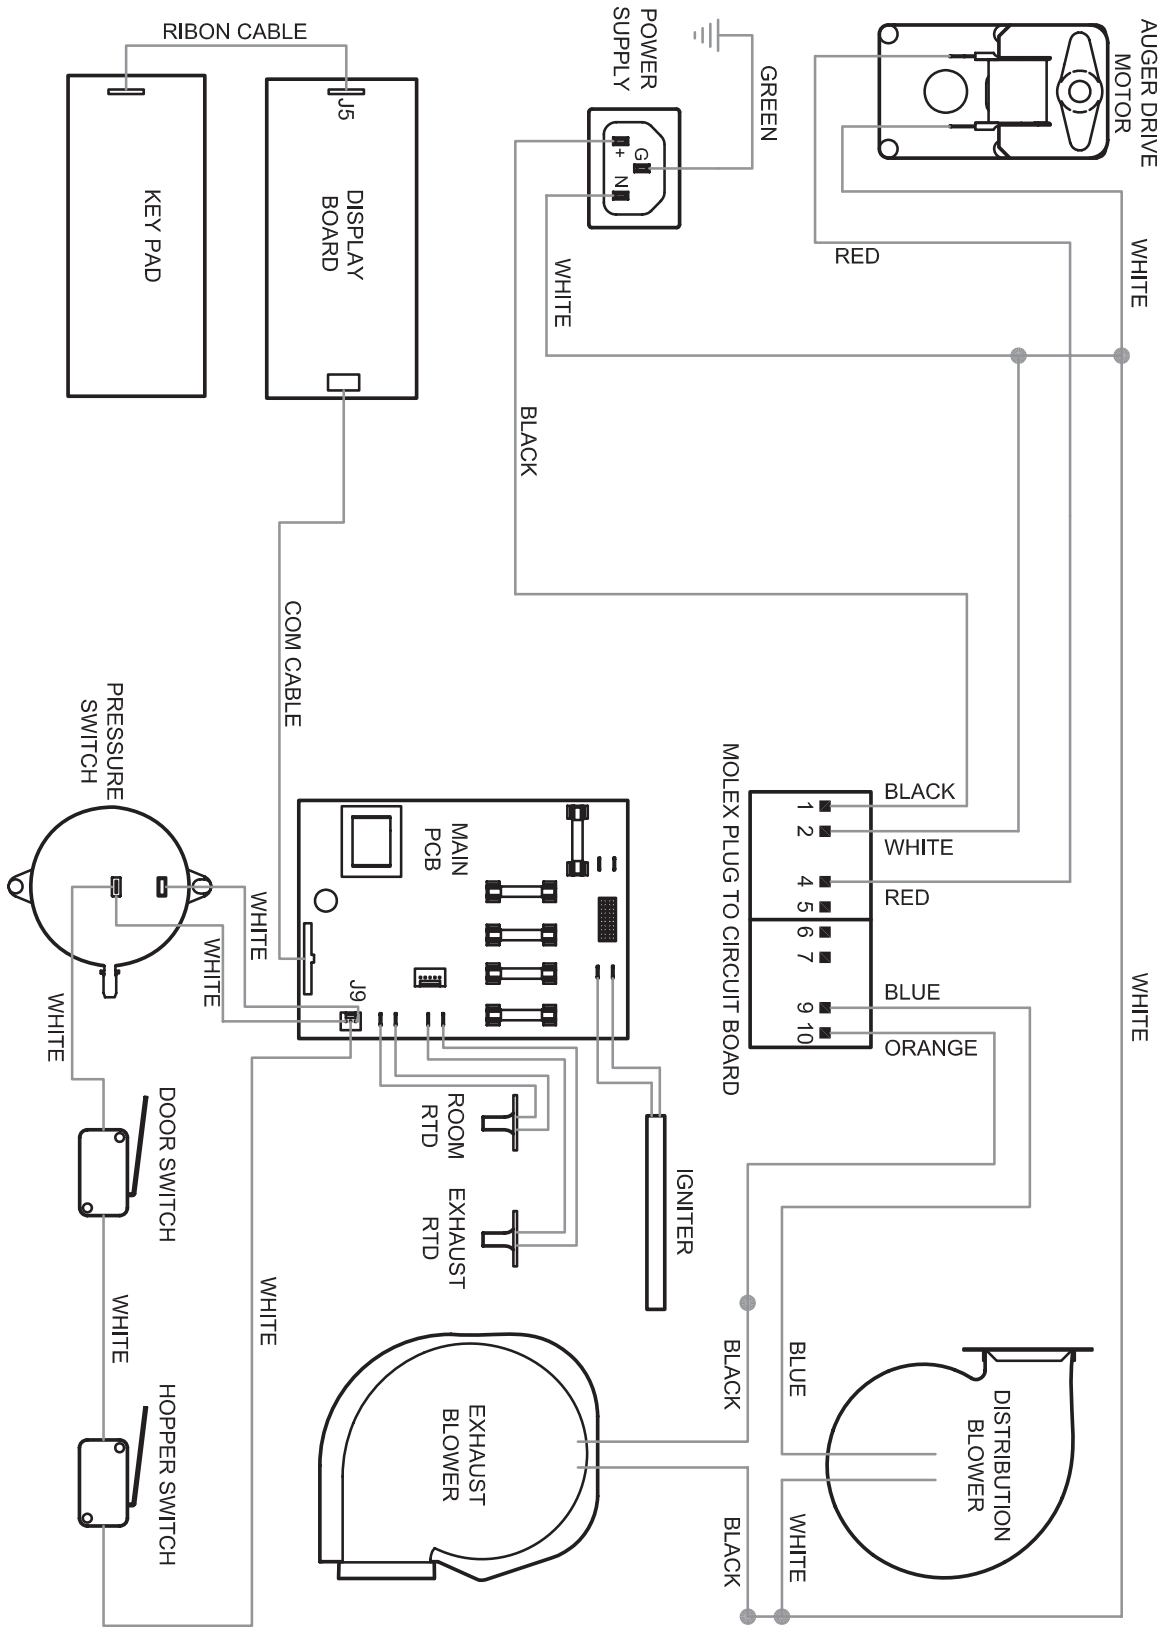 RIBON CABLE
J5
KEY PAD
DISPLAY
BOARD
POWER
SUPPLY
GREEN
+
G
N
WHITE
BLACK
AUGER DRIVE
MOTOR
RED
WHITE
COM CABLE
PRESSURE
SWITCH
WHITE
WHITE
WHITE
MAIN
PCB
J9
MOLEX PLUG TO CIRCUIT BOARD
1
2
4
5
6
7
9
10
BLACK
WHITE
RED
BLUE
ORANGE
WHITE
DOOR SWITCH
WHITE
HOPPER SWITCH
WHITE
ROOM
RTD
EXHAUST
RTD
IGNITER
EXHAUST
BLOWER
BLACK
BLACK
BLUE
WHITE
DISTRIBUTION
BLOWER